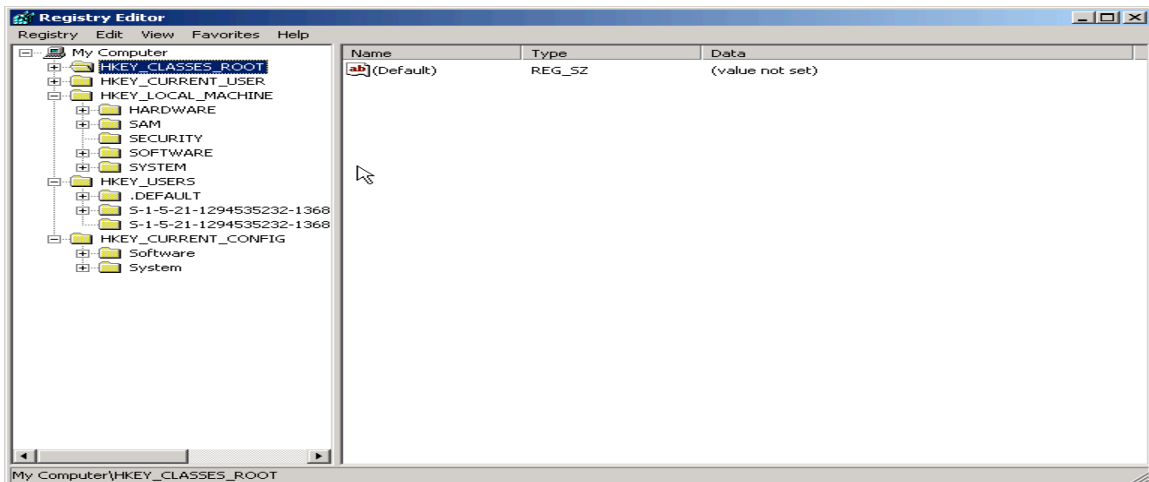 Registry Editor
Registry Edit View Favorites Help
My Computer
HKEY_CLASSES_ROOT
HKEY_CURRENT_USER
HKEY_LOCAL_MACHINE
HARDWARE
SAM
SECURITY
SOFTWARE
SYSTEM
HKEY_USERS
.DEFAULT
S-1-5-21-1294535232-1368
S-1-5-21-1294535232-1368
HKEY_CURRENT_CONFIG
Software
System
Name Type Data
ab (Default) REG_SZ (value not set)
My Computer\HKEY_CLASSES_ROOT